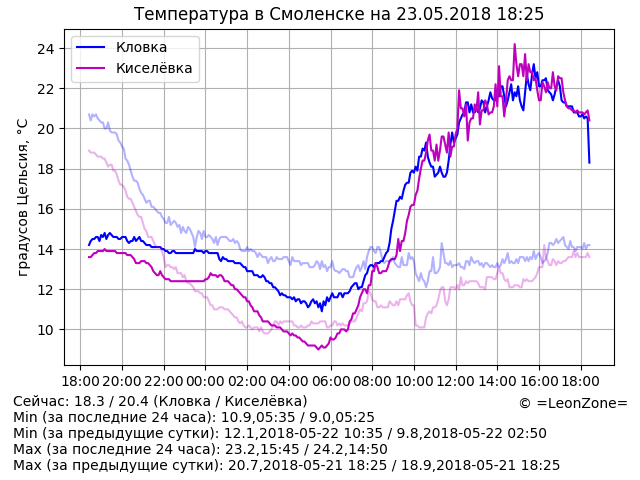 Температура в Смоленске на 23.05.2018 18:25
Кловка
Киселёвка
градусов Цельсия, °C
24
22
20
18
16
14
12
10
18:00 20:00 22:00 00:00 02:00 04:00 06:00 08:00 10:00 12:00 14:00 16:00 18:00
Сейчас: 18.3 / 20.4 (Кловка / Киселёвка)
© =LeonZone=
Min (за последние 24 часа): 10.9,05:35 / 9.0,05:25
Min (за предыдущие сутки): 12.1,2018-05-22 10:35 / 9.8,2018-05-22 02:50
Max (за последние 24 часа): 23.2,15:45 / 24.2,14:50
Max (за предыдущие сутки): 20.7,2018-05-21 18:25 / 18.9,2018-05-21 18:25